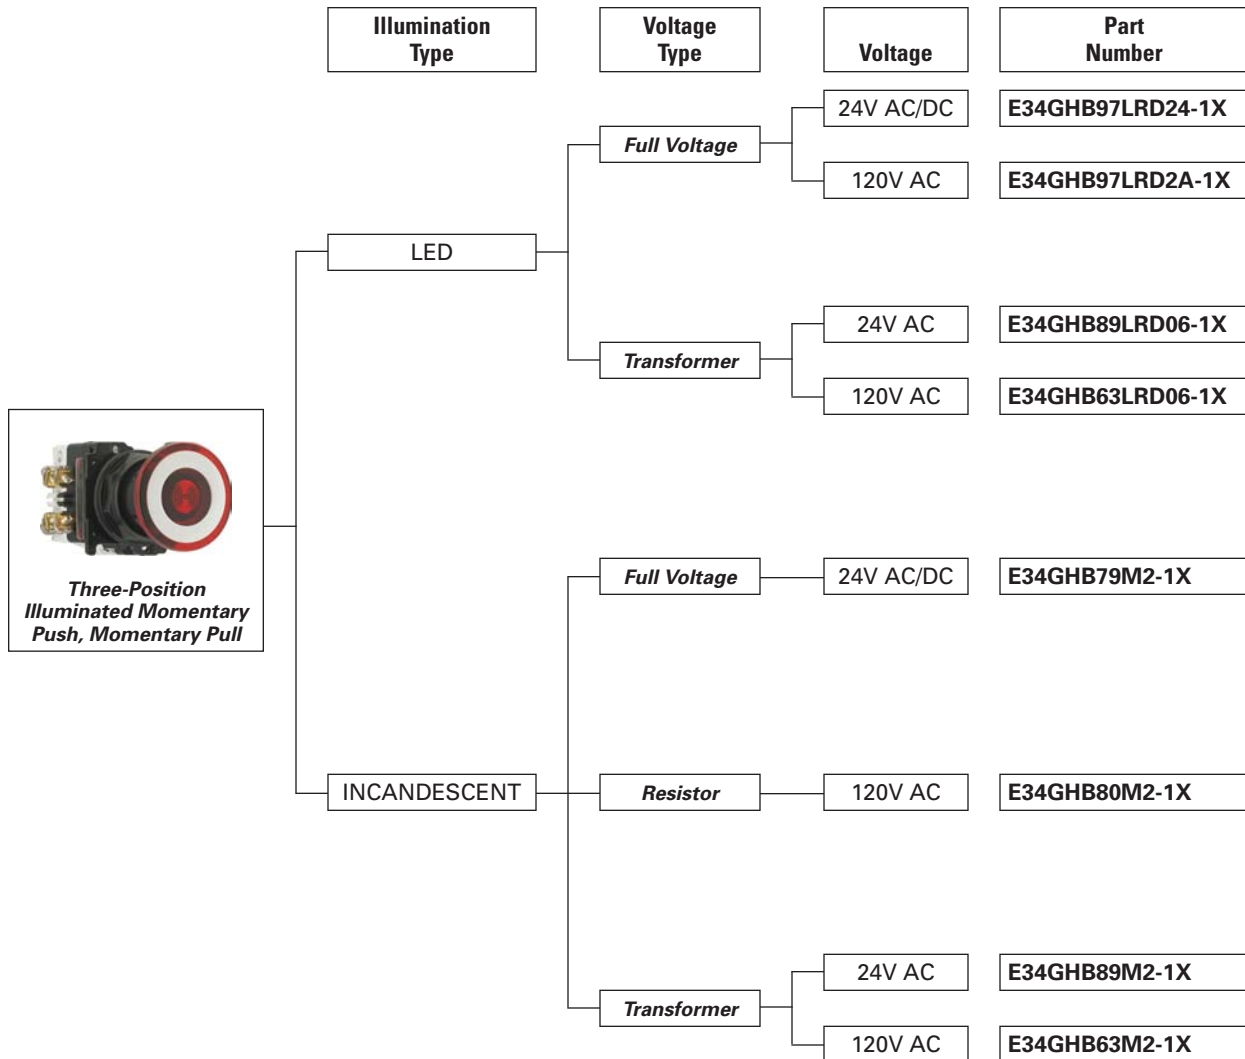 Illumination
Type
Voltage
Type
Voltage
Part
Number
24V AC/DC
E34GHB97LRD24-1X
Full Voltage
120V AC
E34GHB97LRD2A-1X
LED
24V AC
E34GHB89LRD06-1X
Transformer
120V AC
E34GHB63LRD06-1X
Three-Position
Illuminated Momentary
Push, Momentary Pull
Full Voltage
24V AC/DC
E34GHB79M2-1X
INCANDESCENT
Resistor
120V AC
E34GHB80M2-1X
24V AC
E34GHB89M2-1X
Transformer
120V AC
E34GHB63M2-1X